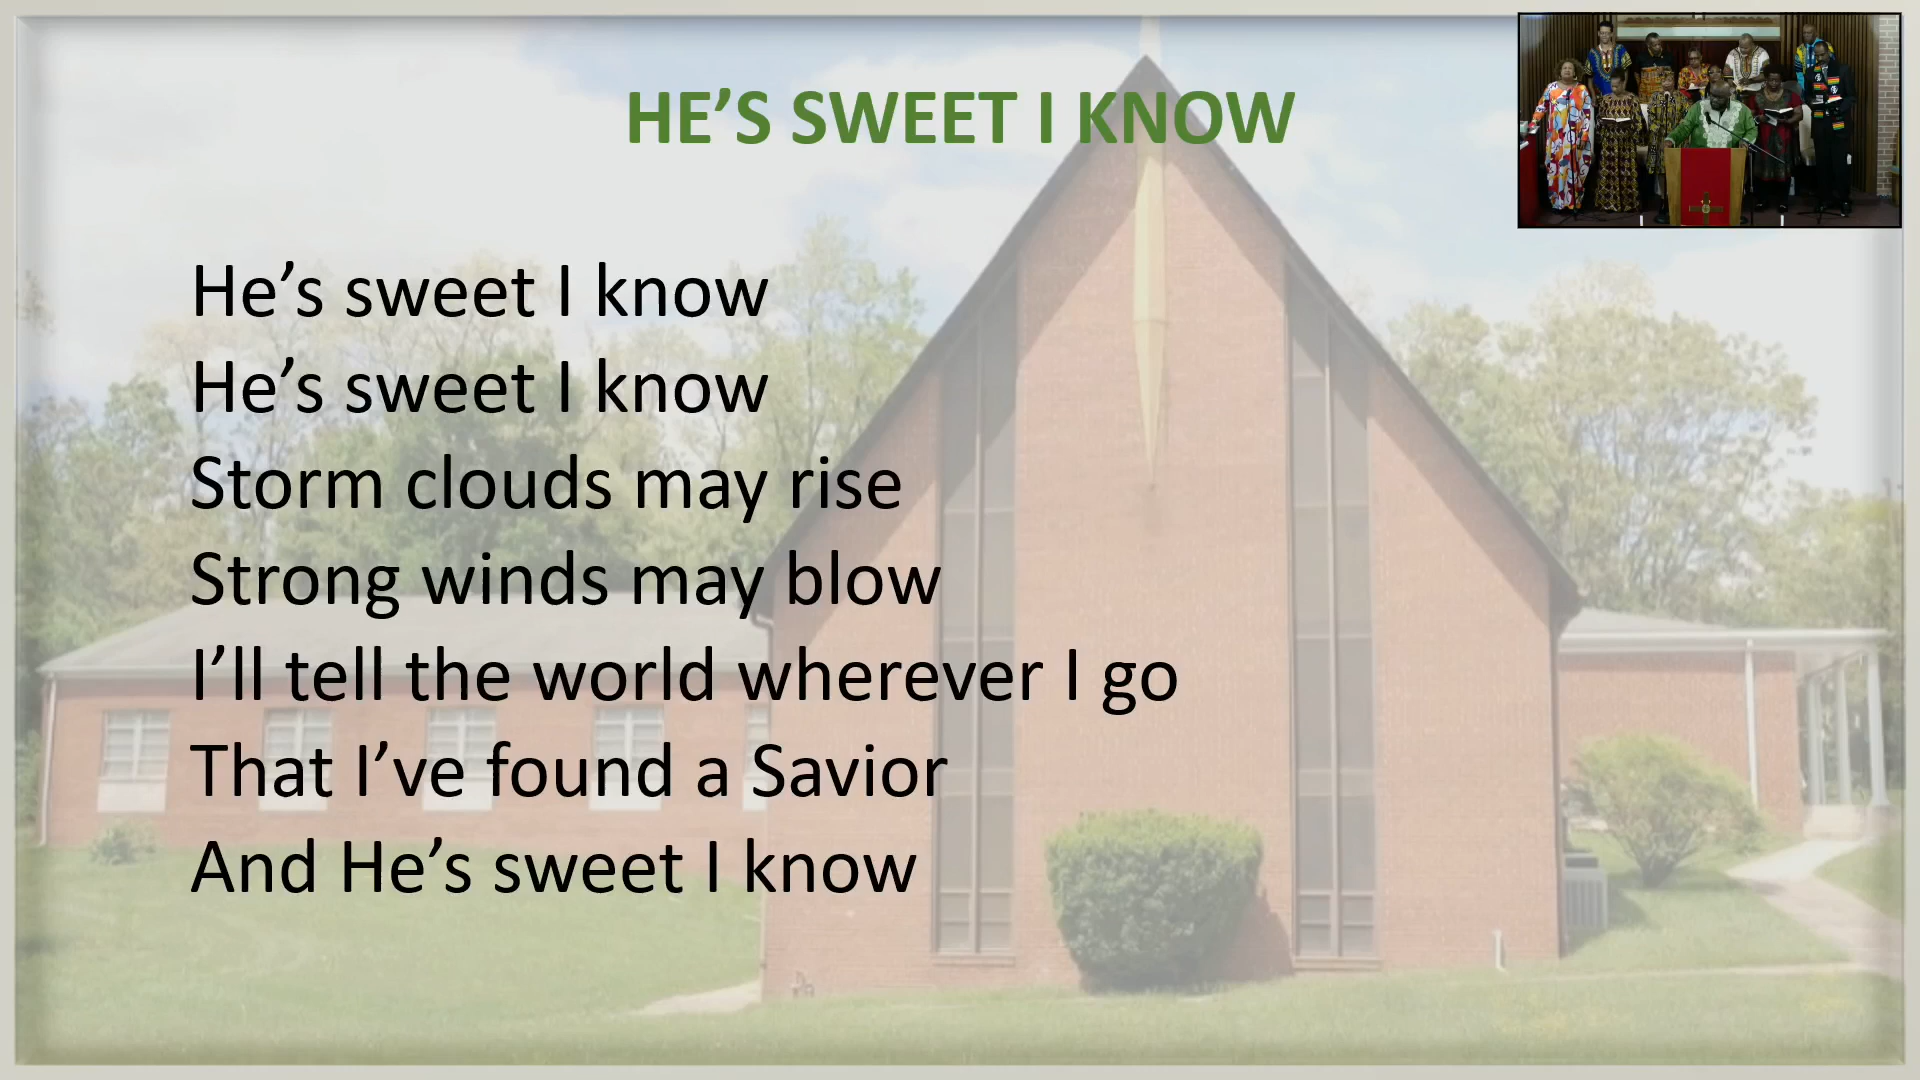 HE’S SWEET I KNOW
He’s sweet I know
He’s sweet I know
Storm clouds may rise
Strong winds may blow
I’ll tell the world wherever I go
That I’ve found a Savior
And He’s sweet I know